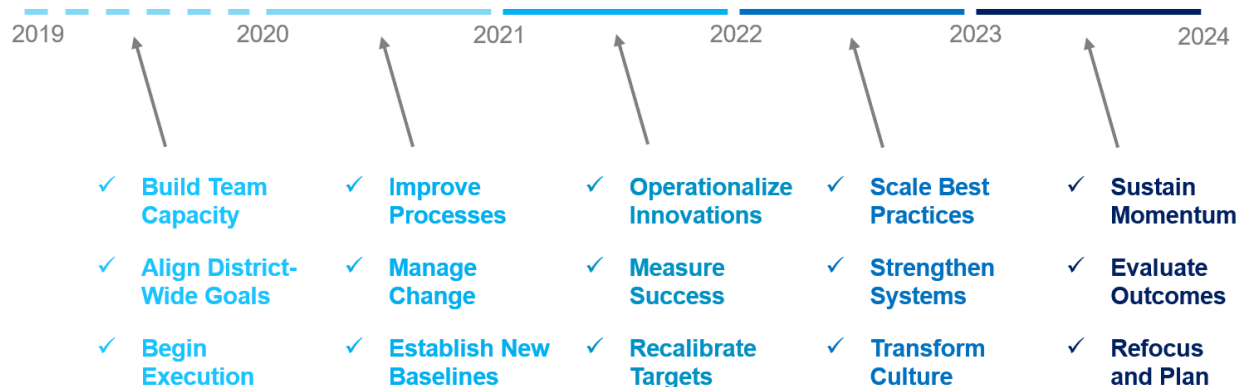 2019 2020 2021 2022 2023 2024
✓ Build Team
Capacity
✓ Align District-
Wide Goals
✓ Begin
Execution
✓ Improve
Processes
✓ Manage
Change
✓ Establish New
Baselines
✓ Operationalize
Innovations
✓ Measure
Success
✓ Recalibrate
Targets
✓ Scale Best
Practices
✓ Strengthen
Systems
✓ Transform
Culture
✓ Sustain
Momentum
✓ Evaluate
Outcomes
✓ Refocus
and Plan